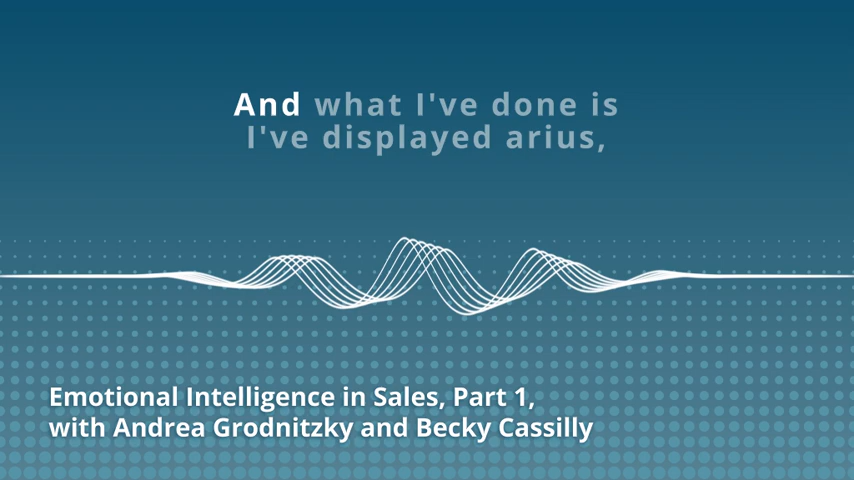 And what I've done is
I've displayed arius,
Emotional Intelligence in Sales, Part 1,
with Andrea Grodnitzky and Becky Cassilly